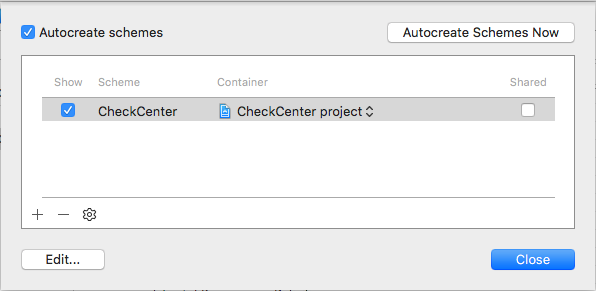 Autocreate schemes
Autocreate Schemes Now
Show Scheme Container Shared
CheckCenter CheckCenter project
Edit...
Close